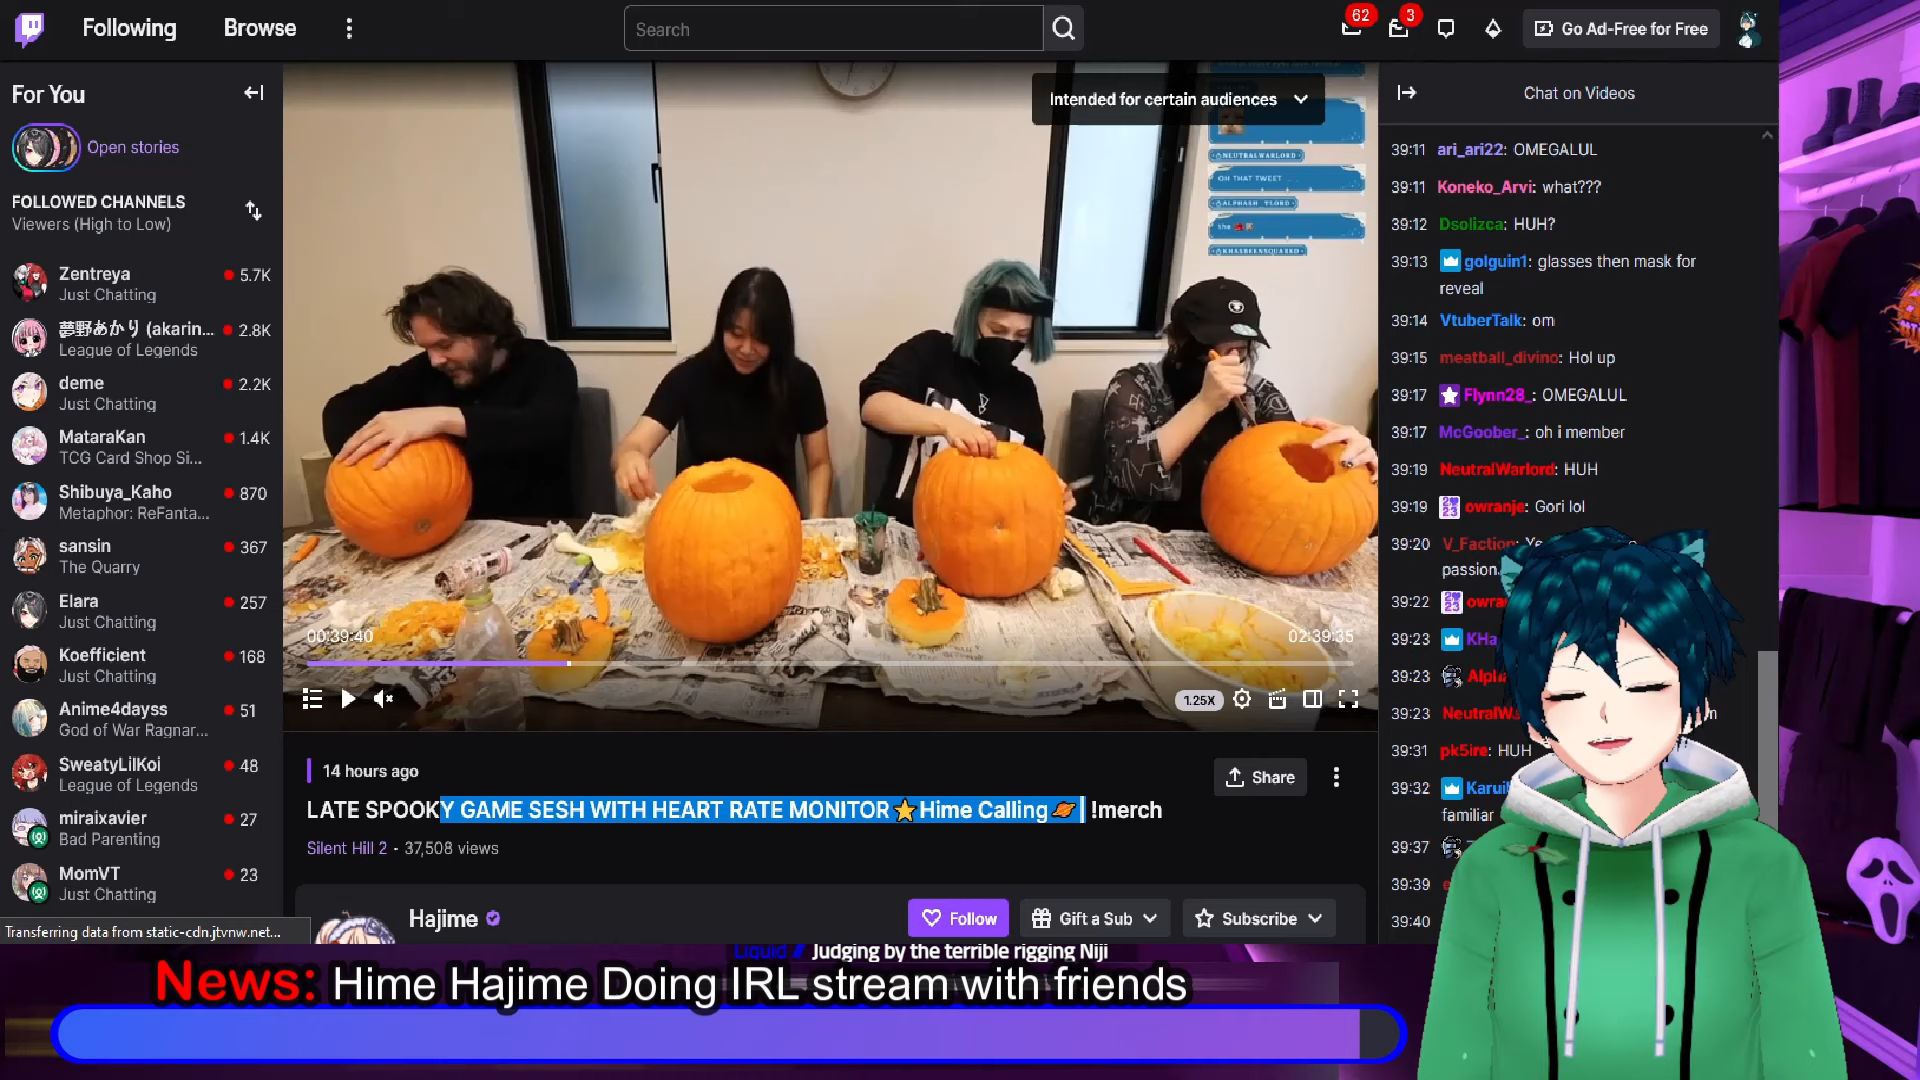 Following
Browse
Search
62
3
Go Ad-Free for Free
For You
Open stories
FOLLOWED CHANNELS
Viewers (High to Low)
Zentreya
5.7K
Just Chatting
夢野あかり (akarin...
2.8K
League of Legends
deme
2.2K
Just Chatting
MataraKan
1.4K
TCG Card Shop Si...
Shibuya_Kaho
870
Metaphor: ReFanta...
sansin
367
The Quarry
Elara
257
Just Chatting
Koefficient
168
Just Chatting
Anime4dayss
51
God of War Ragnar...
SweatyLilKoi
48
League of Legends
miraixavier
27
Bad Parenting
MomVT
23
Just Chatting
Transferring data from static-cdn.jtvnw.net...
Intended for certain audiences
NEUTRALWARLORD
OH THAT TWEET
the
00:39:40
02:39:35
1.25X
14 hours ago
Share
LATE SPOOKY GAME SESH WITH HEART RATE MONITOR⭐Hime Calling🪐 | !merch
Silent Hill 2 - 37,508 views
Hajime
Follow
Gift a Sub
Subscribe
Chat on Videos
39:11 ari_ari22: OMEGALUL
39:11 Koneko_Arvi: what???
39:12 Dsolizca: HUH?
39:13 golguin1: glasses then mask for
reveal
39:14 VtuberTalk: om
39:15 meatball_divino: Hol up
39:17 Flynn28_: OMEGALUL
39:17 McGoober_: oh i member
39:19 NeutralWarlord: HUH
39:19 owranje: Gori lol
39:20 V_Faction:
passion.
39:22
39:23
39:23
39:23
39:31 pk5ire: HUH
39:32
familiar
39:37
39:39
39:40
Liquid // Judging by the terrible rigging Niji
News: Hime Hajime Doing IRL stream with friends